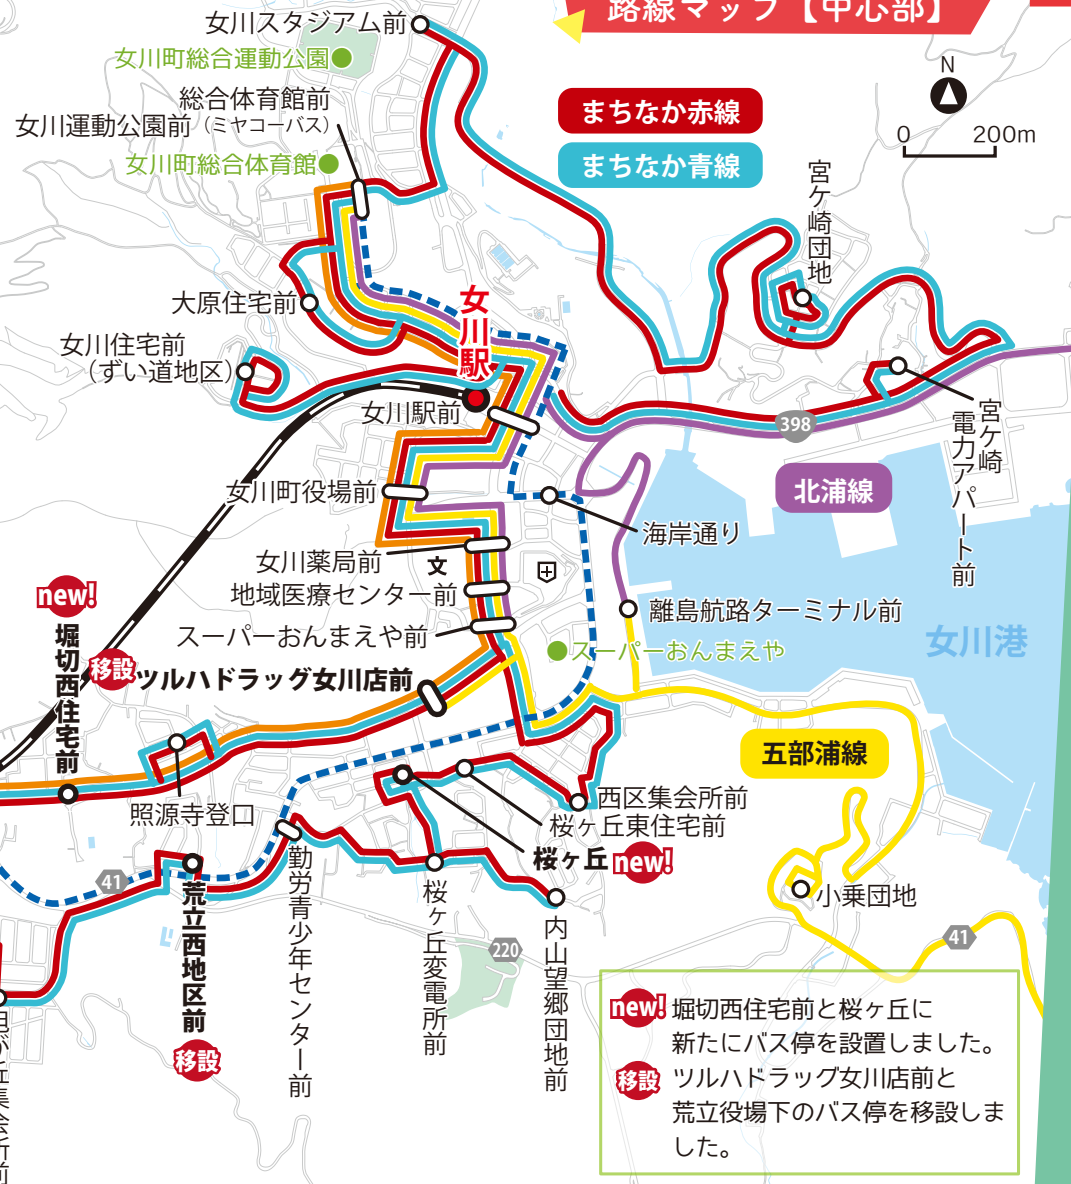 路線マップ【中心部】
女川スタジアム前
女川町総合運動公園
総合体育館前
女川運動公園前(ミヤコーバス)
女川町総合体育館
まちなか赤線
まちなか青線
N
0 200m
宮ケ崎団地
大原住宅前
女川住宅前
(ずい道地区)
女川駅
女川駅前
398
宮ケ崎
電力アパート前
北浦線
女川町役場前
海岸通り
女川薬局前
文
地域医療センター前
離島航路ターミナル前
スーパーおんまえや前
スーパーおんまえや
女川港
new!
堀切西住宅前
移設
ツルハドラッグ女川店前
五部浦線
照源寺登口
西区集会所前
桜ヶ丘東住宅前
桜ヶ丘
new!
41
荒立西地区前
移設
勤労青少年センター前
桜ヶ丘変電所前
220
内山望郷団地前
小乗団地
41
new!
堀切西住宅前と桜ヶ丘に
新たにバス停を設置しました。
移設
ツルハドラッグ女川店前と
荒立役場下のバス停を移設しま
した。